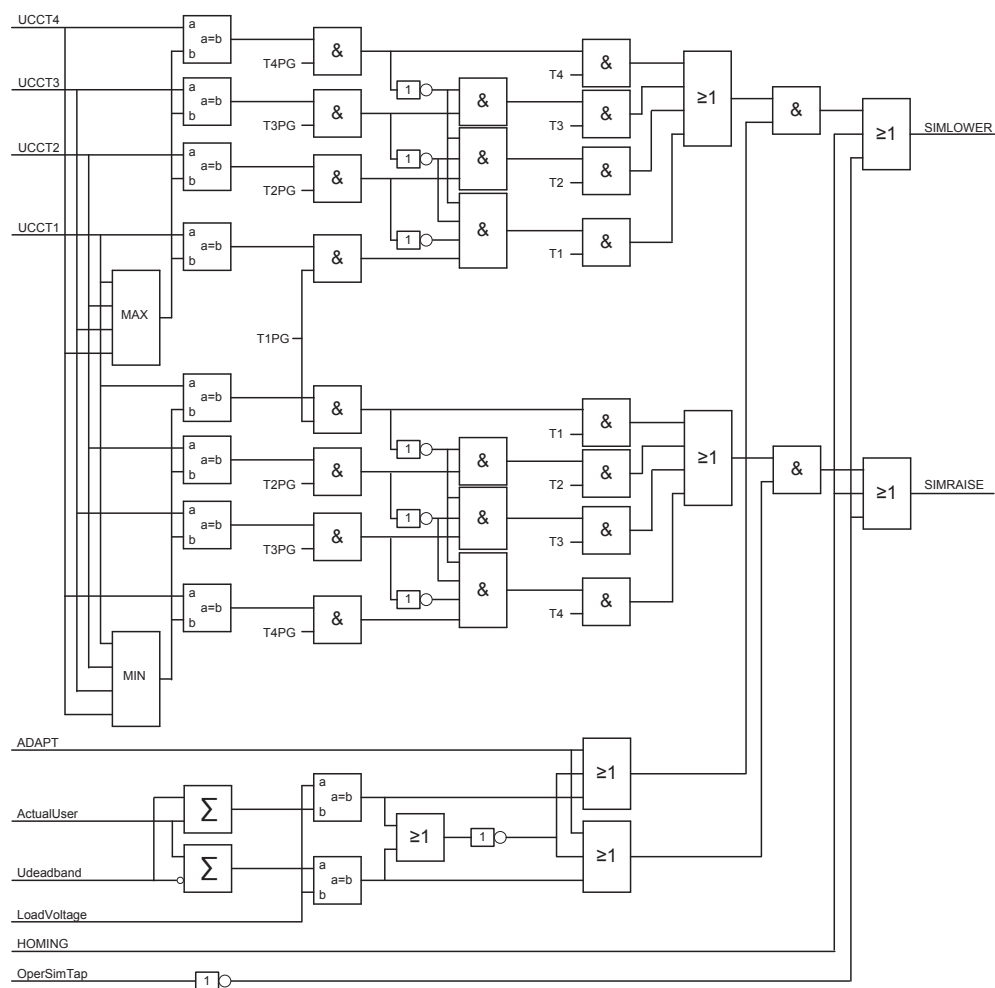 UCCT4
a
a=b
b
&
T4PG
T4
&
≥1
UCCT3
a
a=b
b
&
T3PG
1
&
T3
&
&
≥1
SIMLOWER
UCCT2
a
a=b
b
&
T2PG
1
&
T2
&
UCCT1
a
a=b
b
&
1
&
T1
&
MAX
T1PG
a
a=b
b
&
T1
&
≥1
a
a=b
b
&
T2PG
1
&
T2
&
&
≥1
SIMRAISE
a
a=b
b
&
T3PG
1
&
T3
&
a
a=b
b
&
T4PG
1
&
T4
&
MIN
ADAPT
≥1
ActualUser
Σ
a
a=b
b
≥1
1
≥1
Udeadband
Σ
a
a=b
b
LoadVoltage
HOMING
OperSimTap
1